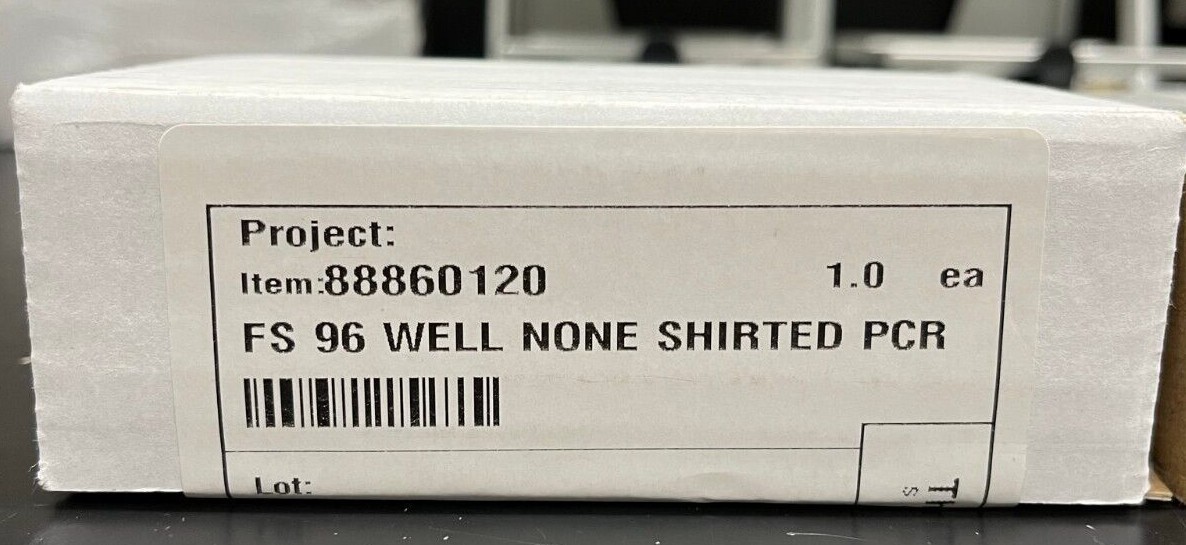 Project:
Item:88860120 1.0 ea
FS 96 WELL NONE SHIRTED PCR
Lot: